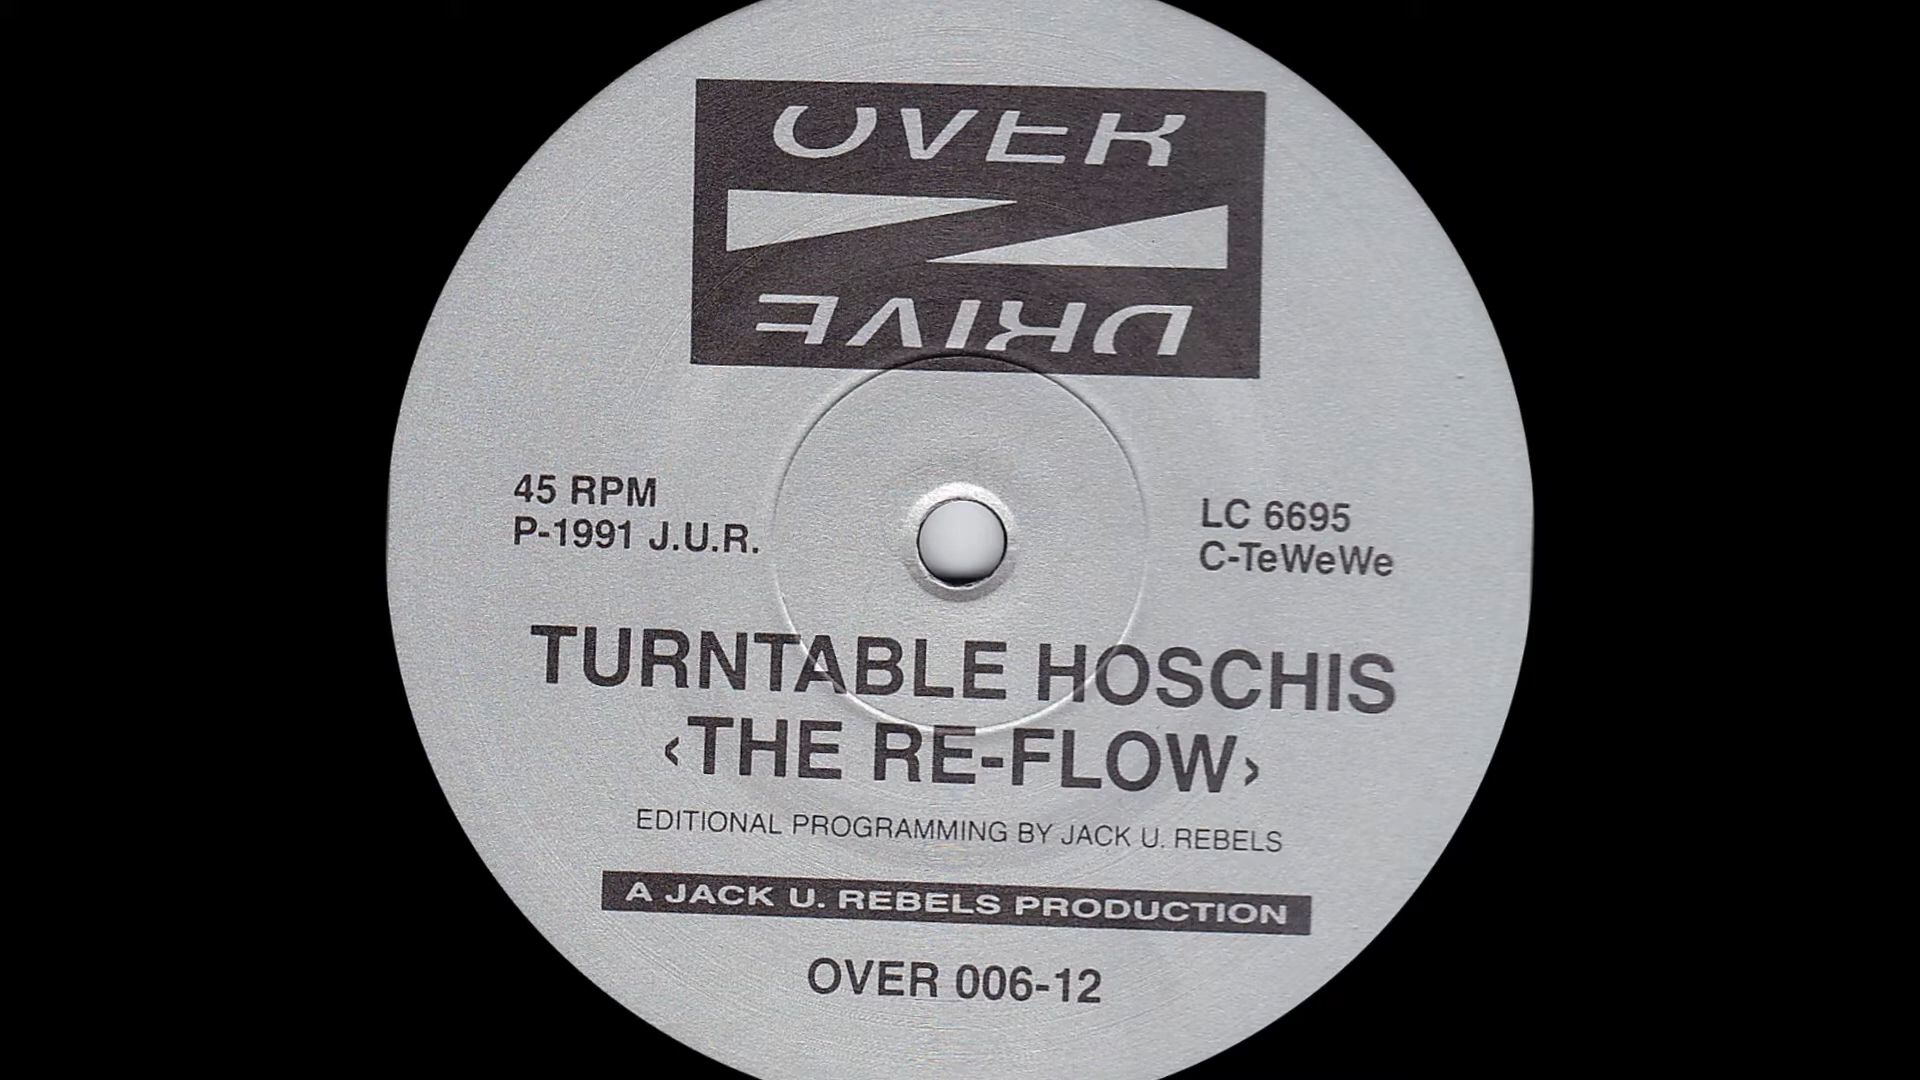 OVER
DRIVE
45 RPM
P-1991 J.U.R.
LC 6695
C-TeWeWe
TURNTABLE HOSCHIS
‹THE RE-FLOW›
EDITIONAL PROGRAMMING BY JACK U. REBELS
A JACK U. REBELS PRODUCTION
OVER 006-12